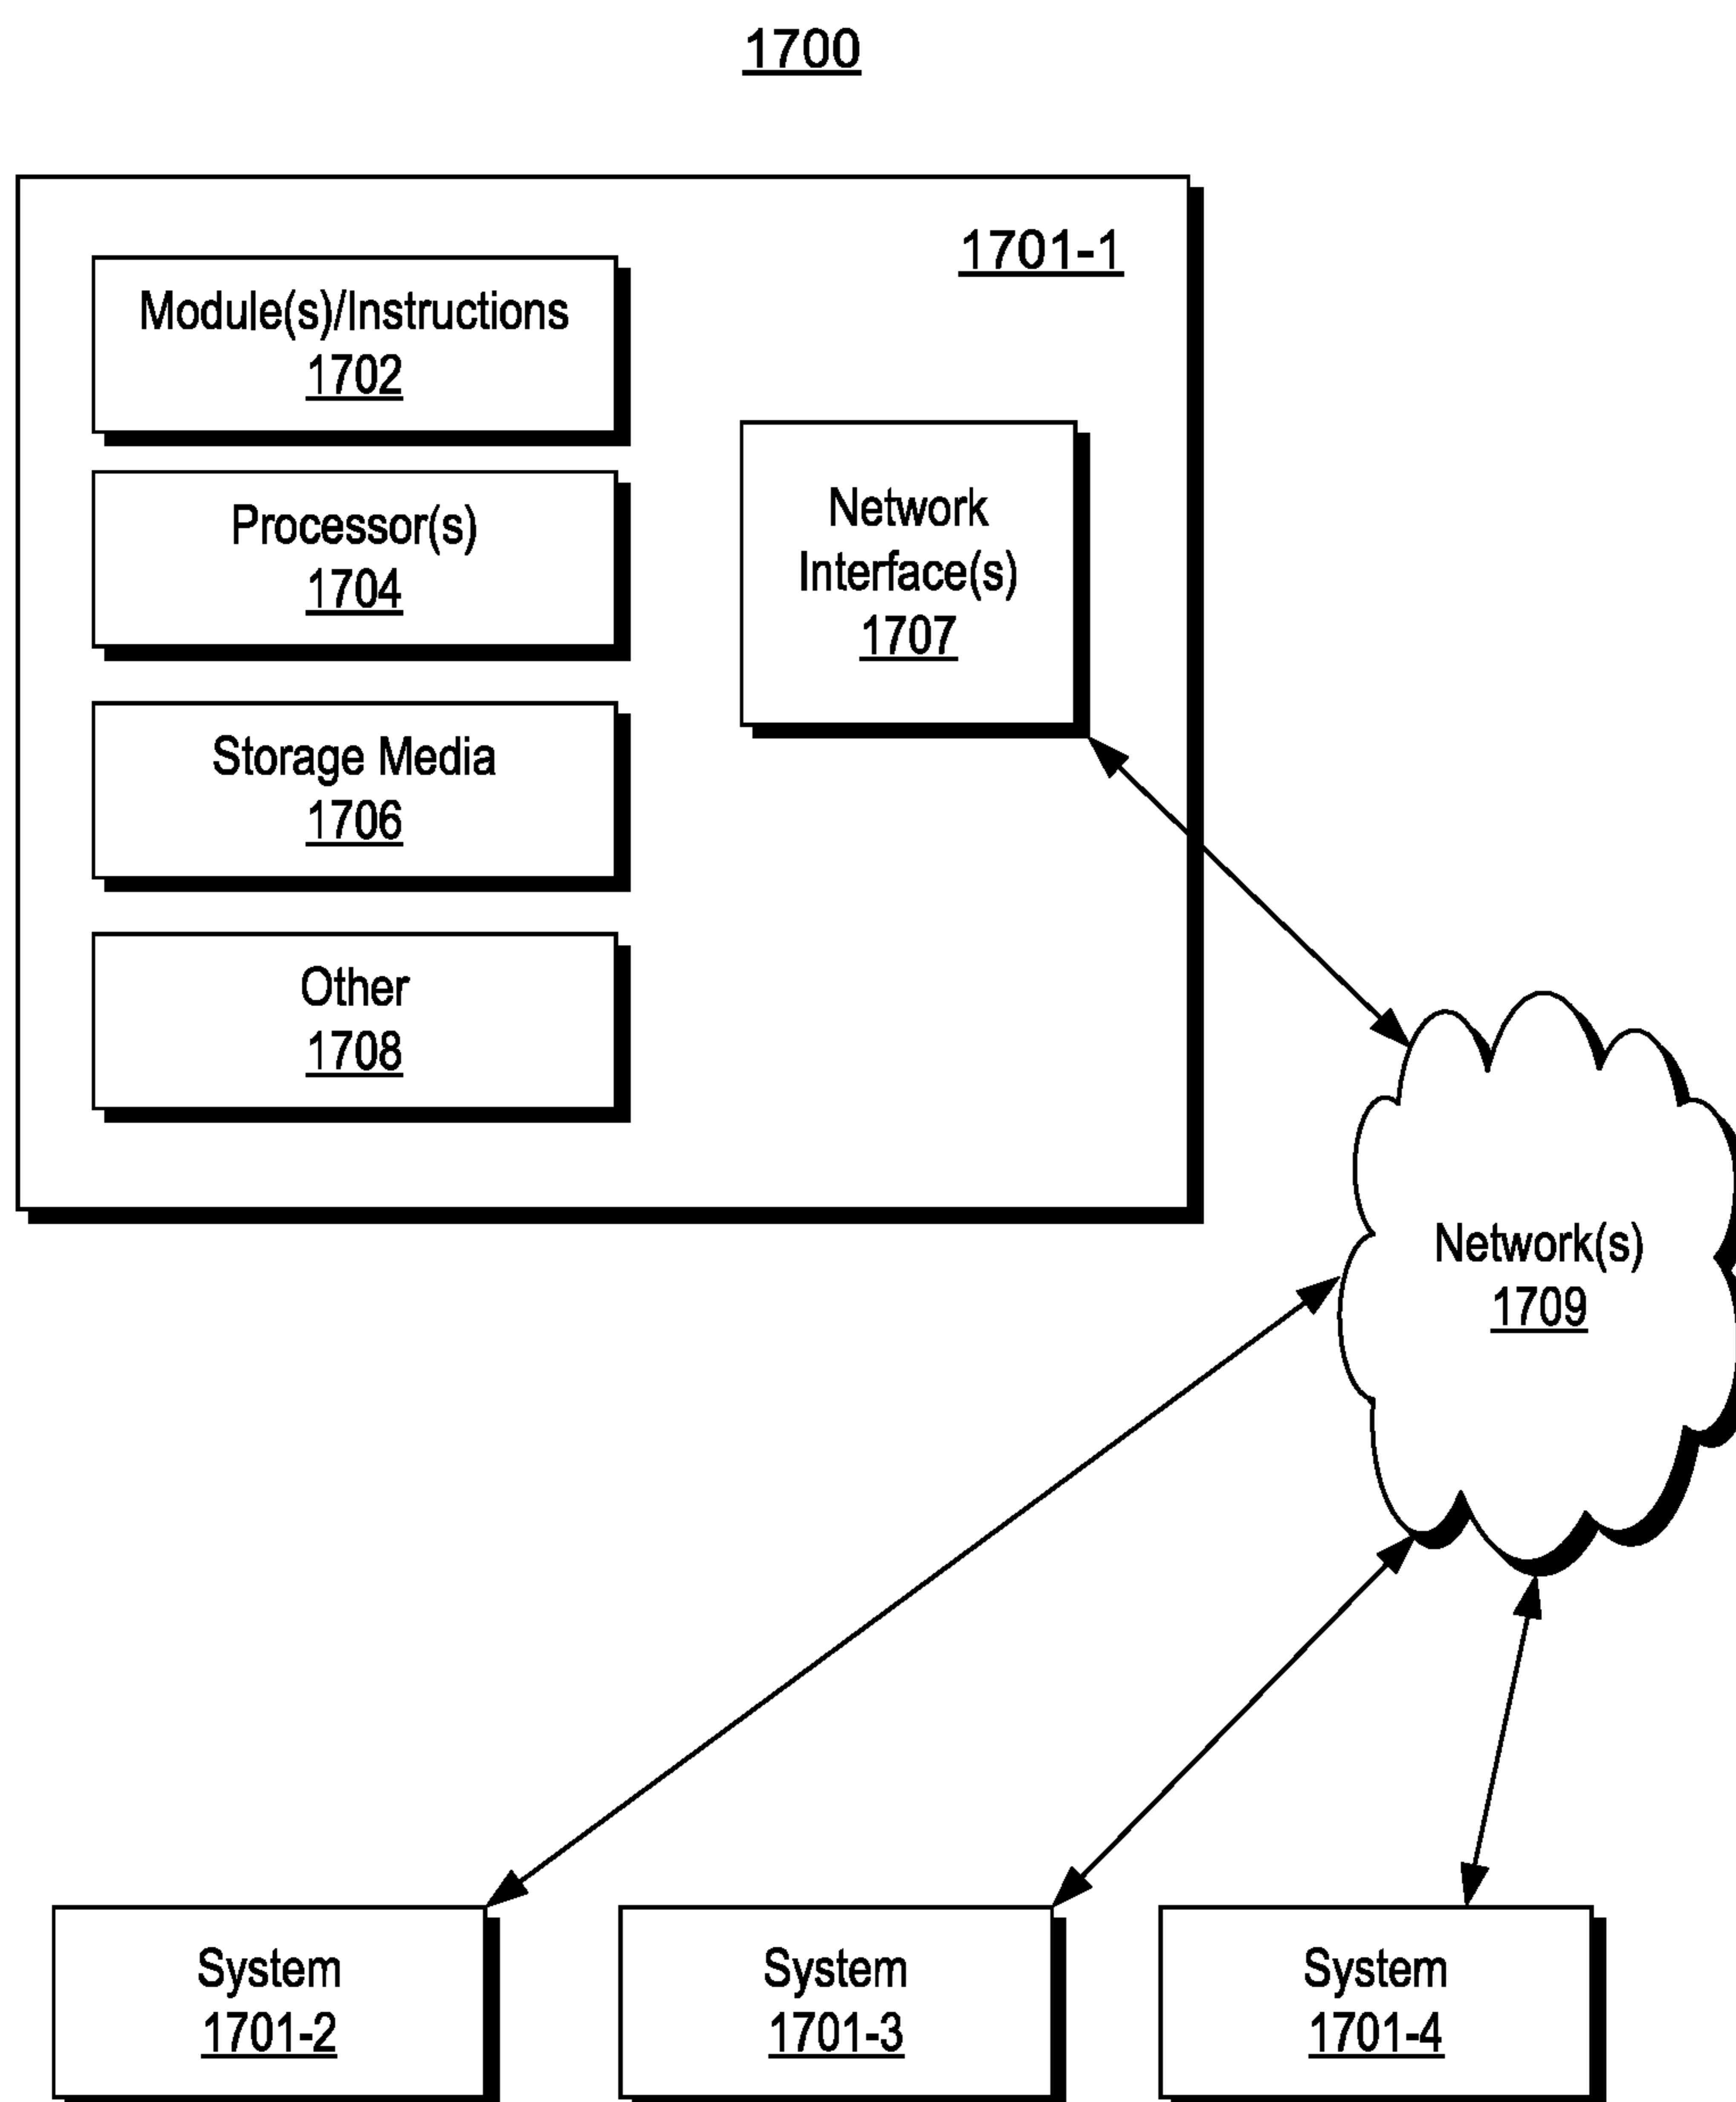 1700
1701-1
Module(s)/Instructions
1702
Processor(s)
1704
Network
Interface(s)
1707
Storage Media
1706
Other
1708
Network(s)
1709
System
1701-2
System
1701-3
System
1701-4